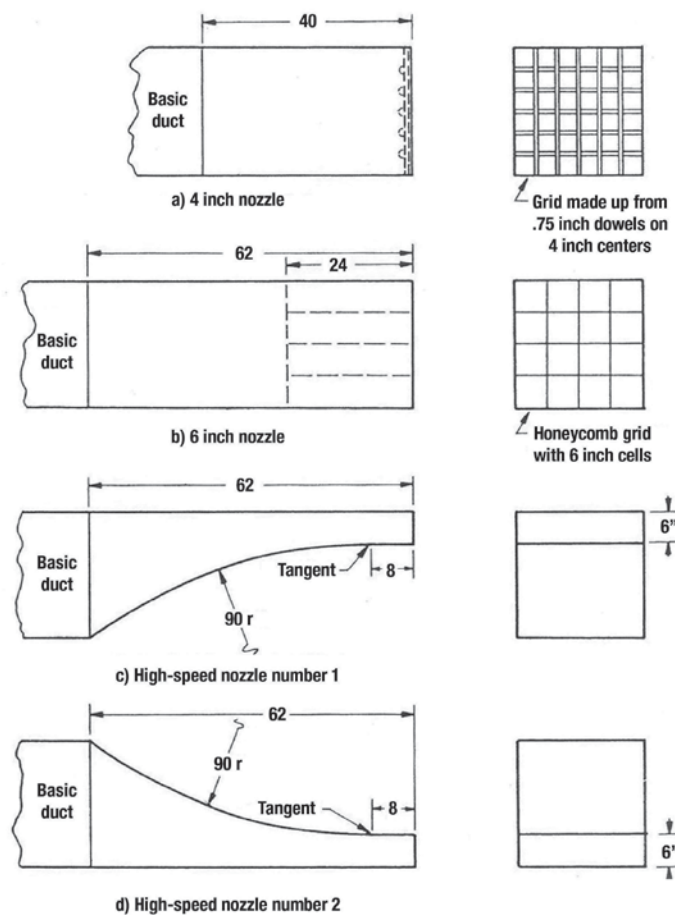 40
Basic
duct
a) 4 inch nozzle
Grid made up from
.75 inch dowels on
4 inch centers
62
24
Basic
duct
b) 6 inch nozzle
Honeycomb grid
with 6 inch cells
62
6”
Basic
duct
Tangent
8
90 r
c) High-speed nozzle number 1
62
90 r
Basic
duct
Tangent
8
6”
d) High-speed nozzle number 2